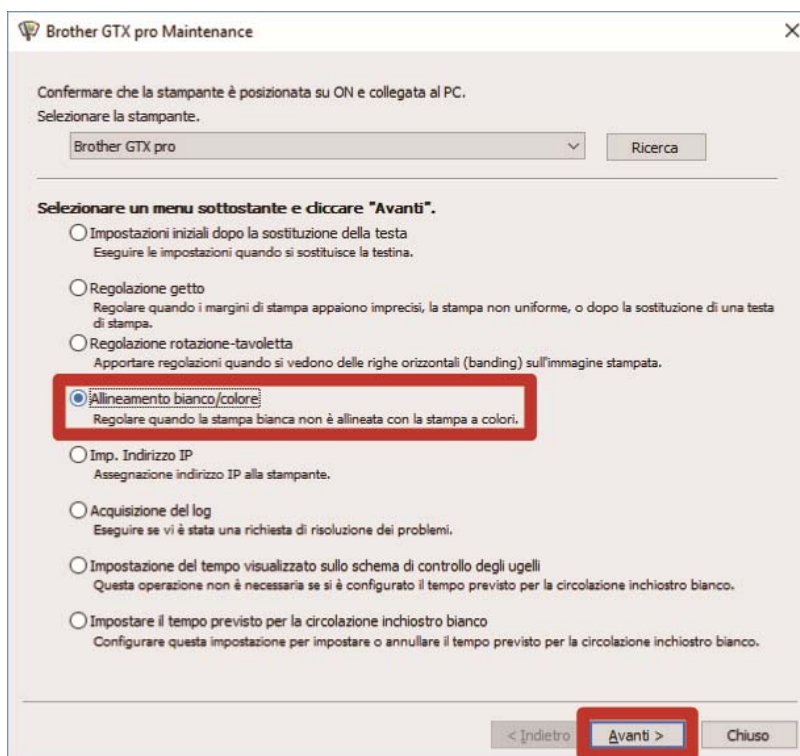 Brother GTX pro Maintenance
Confermare che la stampante è posizionata su ON e collegata al PC.
Selezionare la stampante.
Brother GTX pro
Ricerca
Selezionare un menu sottostante e cliccare "Avanti".
Impostazioni iniziali dopo la sostituzione della testa
Eseguire le impostazioni quando si sostituisce la testina.
Regolazione getto
Regolare quando i margini di stampa appaiono imprecisi, la stampa non uniforme, o dopo la sostituzione di una testa
di stampa.
Regolazione rotazione-tavoletta
Apportare regolazioni quando si vedono delle righe orizzontali (banding) sull'immagine stampata.
Allineamento bianco/colore
Regolare quando la stampa bianca non è allineata con la stampa a colori.
Imp. Indirizzo IP
Assegnazione indirizzo IP alla stampante.
Acquisizione del log
Eseguire se vi è stata una richiesta di risoluzione dei problemi.
Impostazione del tempo visualizzato sullo schema di controllo degli ugelli
Questa operazione non è necessaria se si è configurato il tempo previsto per la circolazione inchiostro bianco.
Impostare il tempo previsto per la circolazione inchiostro bianco
Configurare questa impostazione per impostare o annullare il tempo previsto per la circolazione inchiostro bianco.
< Indietro
Avanti >
Chiuso